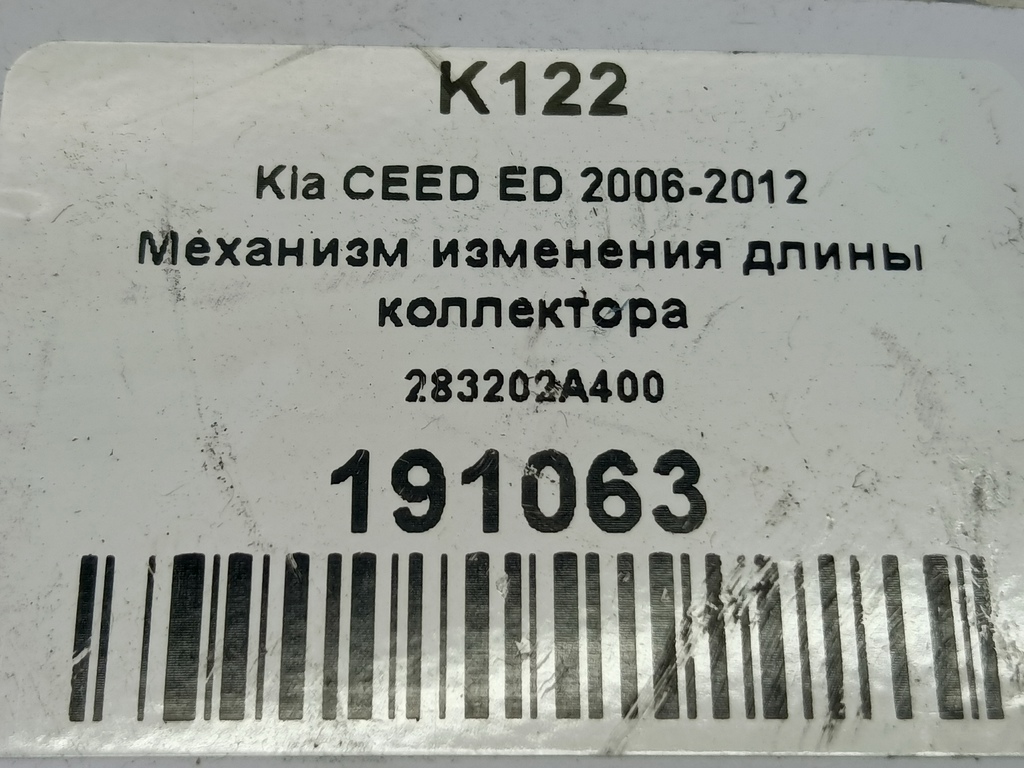 K122
Kia CEED ED 2006-2012
Механизм изменения длины
коллектора
283202A400
191063